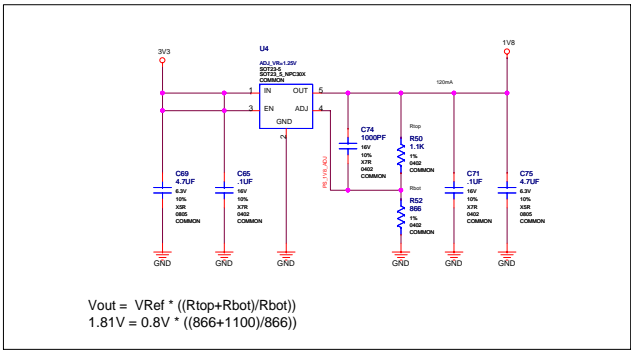 3V3
U4
ADJ_VR=1.25V
SOT23-5
SOT23_5_NPC30X
COMMON
1 IN OUT 5
3 EN ADJ 4
GND
2
1V8
120mA
C69
4.7UF
6.3V
10%
X5R
0805
COMMON
C65
.1UF
16V
10%
X7R
0402
COMMON
PS_1V8_ADJ
C74
1000PF
16V
10%
X7R
0402
COMMON
Rtop
R50
1.1K
1%
0402
COMMON
Rbot
R52
866
1%
0402
COMMON
C71
.1UF
16V
10%
X7R
0402
COMMON
C75
4.7UF
6.3V
10%
X5R
0805
COMMON
GND GND GND GND GND GND
Vout = VRef * ((Rtop+Rbot)/Rbot))
1.81V = 0.8V * ((866+1100)/866))